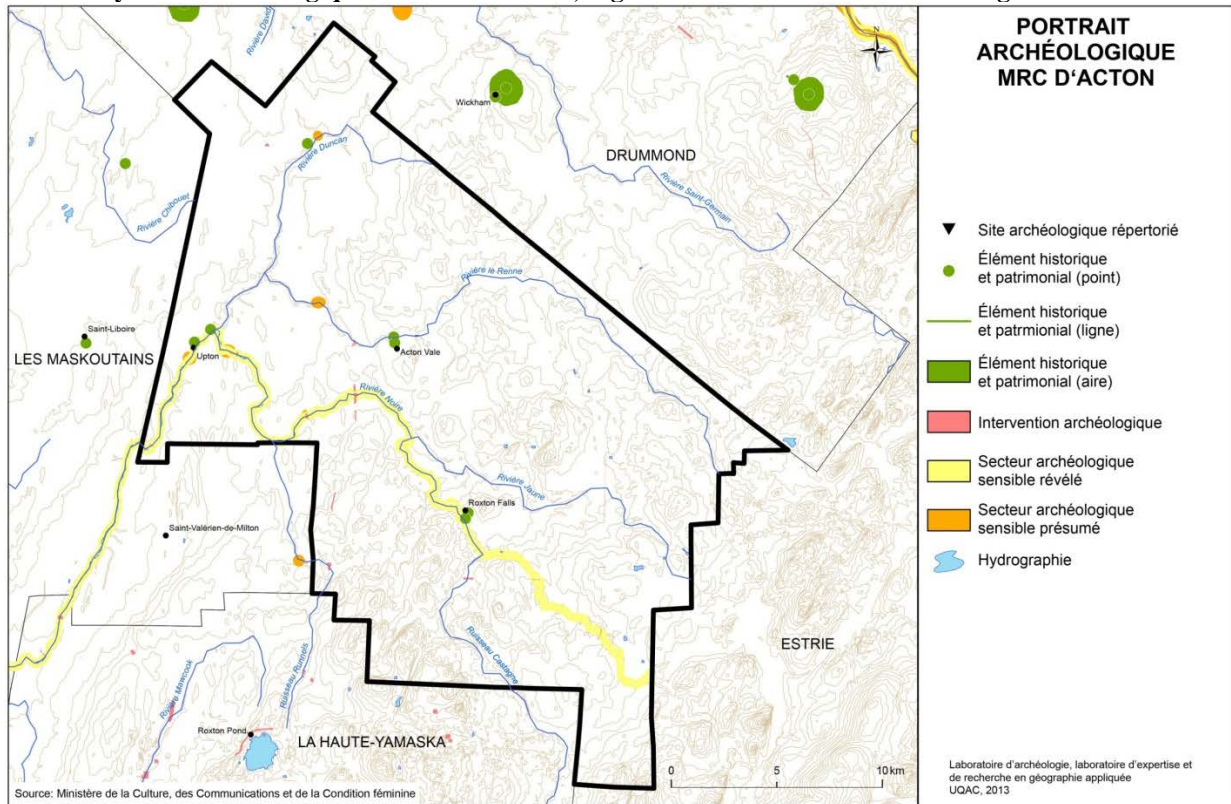 PORTRAIT
ARCHÉOLOGIQUE
MRC D'ACTON
Site archéologique répertorié
Élément historique
et patrimonial (point)
Élément historique
et patrmionial (ligne)
Élément historique
et patrimonial (aire)
Intervention archéologique
Secteur archéologique
sensible révélé
Secteur archéologique
sensible présumé
Hydrographie
Laboratoire d'archéologie, laboratoire d'expertise et
de recherche en géographie appliquée
UQAC, 2013
Rivière David
N
Wickham
DRUMMOND
Rivière Duncan
Rivière Chibouet
Rivière Saint-Germain
Rivière le Renne
Saint-Liboire
LES MASKOUTAINS
Upton
Acton Vale
Rivière Noire
Rivière Jaune
Roxton Falls
Saint-Valérien-de-Milton
ESTRIE
Ruisseau Castagne
Ruisseau Runnels
Rivière Mawcook
Roxton Pond
LA HAUTE-YAMASKA
0 5 10 km
Source: Ministère de la Culture, des Communications et de la Condition féminine